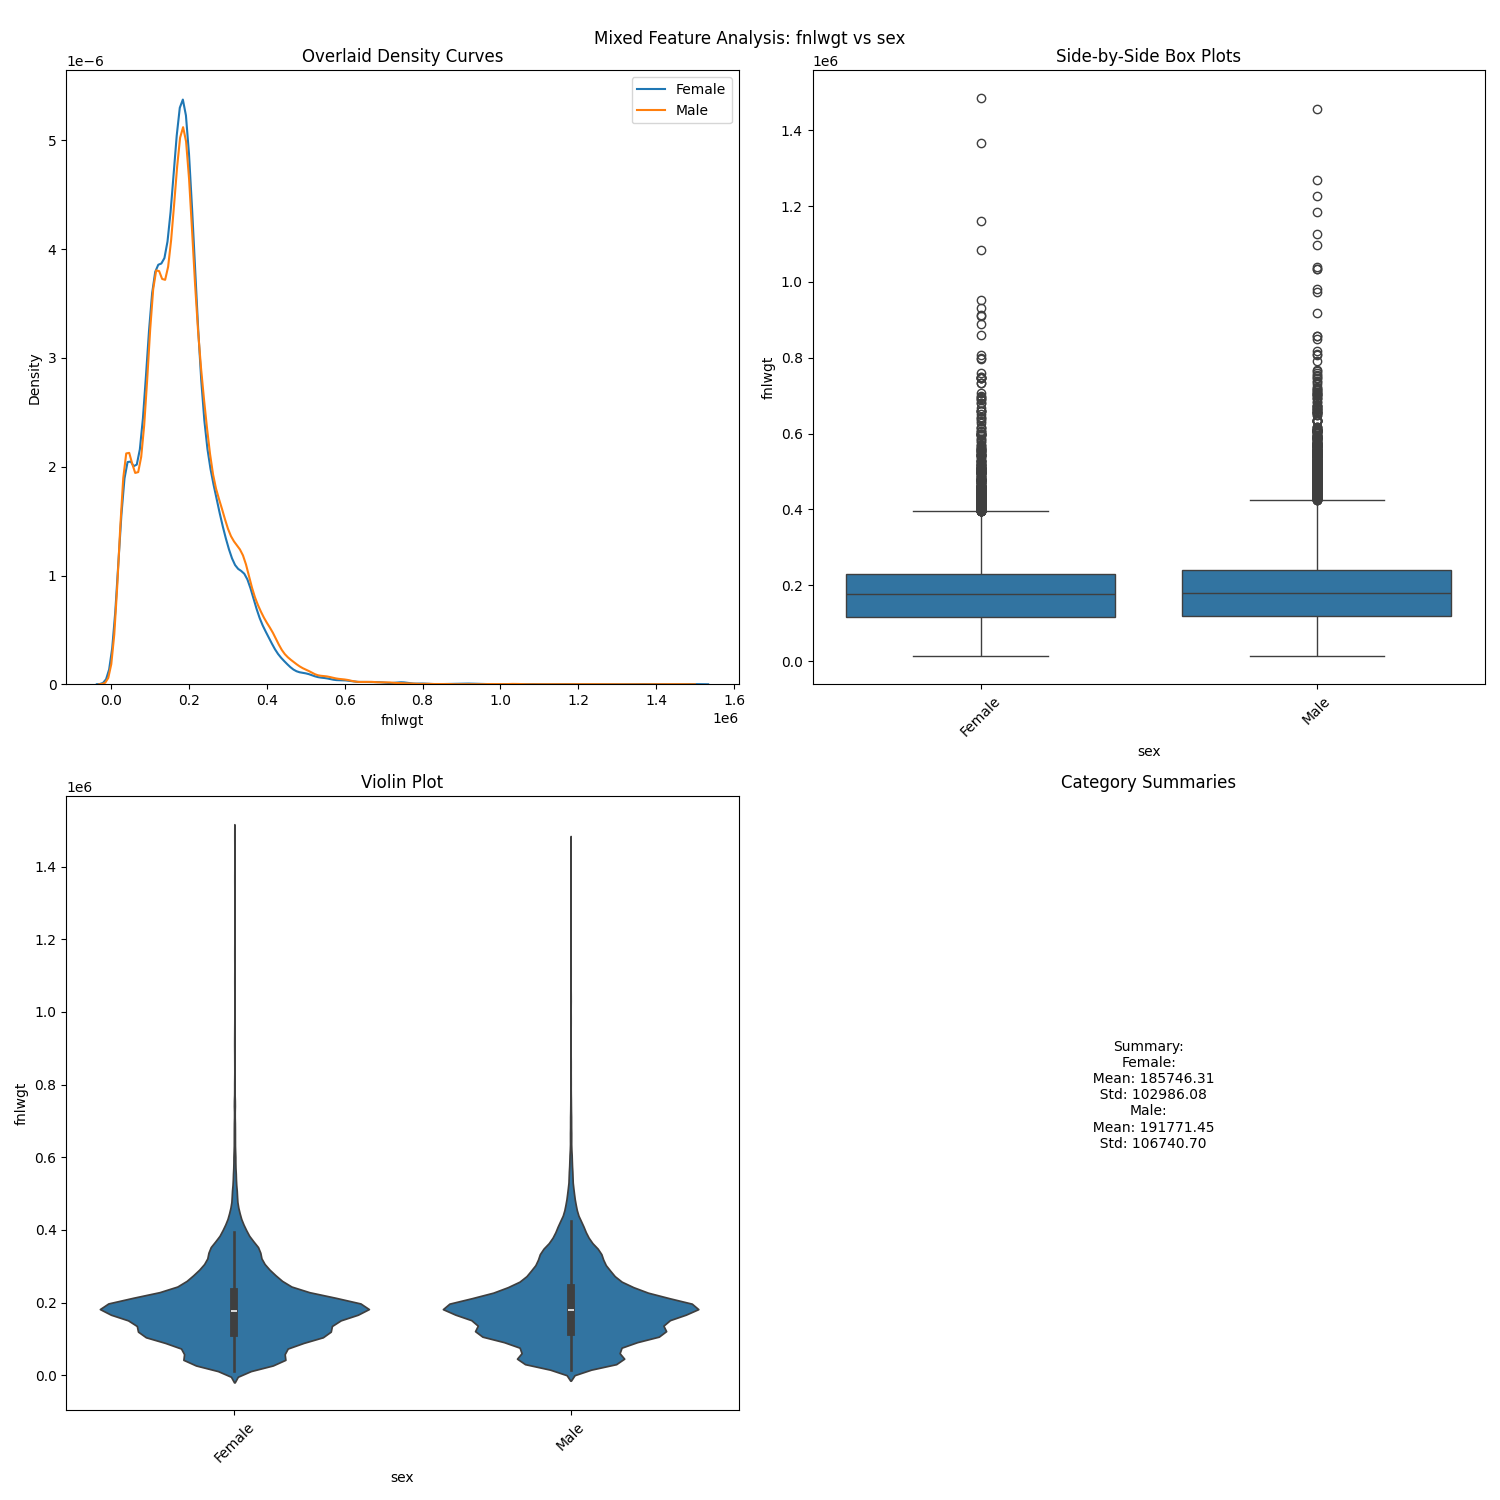 Mixed Feature Analysis: fnlwgt vs sex
Overlaid Density Curves
1e−6
Female
Male
5
4
3
2
1
0
Density
0.0 0.2 0.4 0.6 0.8 1.0 1.2 1.4 1.6
1e6
fnlwgt
Side-by-Side Box Plots
1e6
1.4
1.2
1.0
0.8
0.6
0.4
0.2
0.0
fnlwgt
Female Male
sex
Violin Plot
1e6
1.4
1.2
1.0
0.8
0.6
0.4
0.2
0.0
fnlwgt
Female Male
sex
Category Summaries
Summary:
Female:
Mean: 185746.31
Std: 102986.08
Male:
Mean: 191771.45
Std: 106740.70